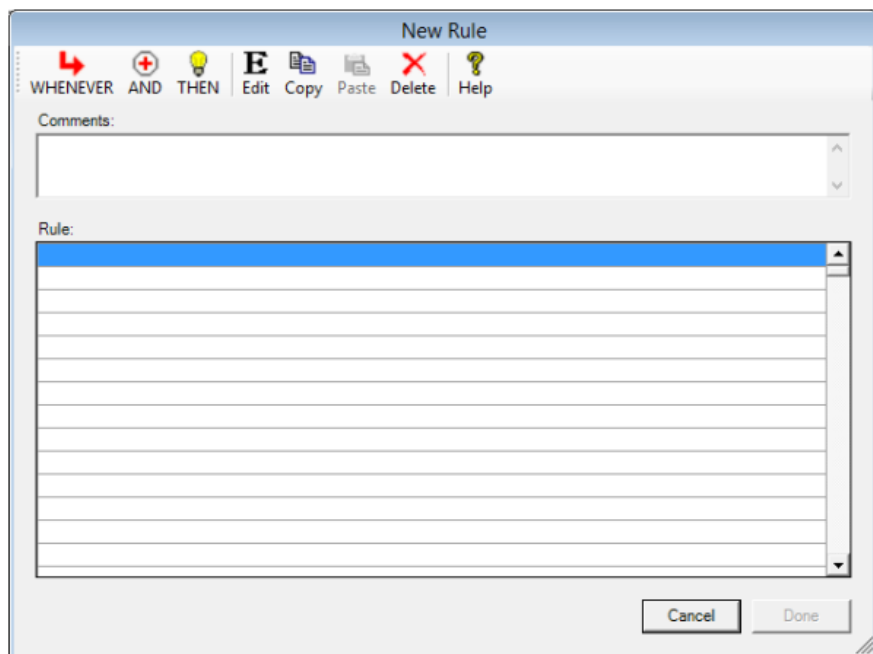 New Rule
WHENEVER AND THEN E Edit Copy Paste Delete ? Help
Comments:
Rule:
Cancel Done